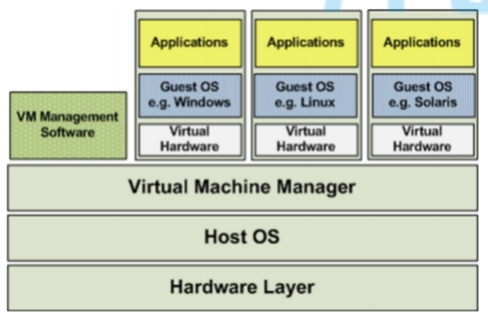 Applications
Applications
Applications
Guest OS
e.g. Windows
Guest OS
e.g. Linux
Guest OS
e.g. Solaris
VM Management
Software
Virtual
Hardware
Virtual
Hardware
Virtual
Hardware
Virtual Machine Manager
Host OS
Hardware Layer